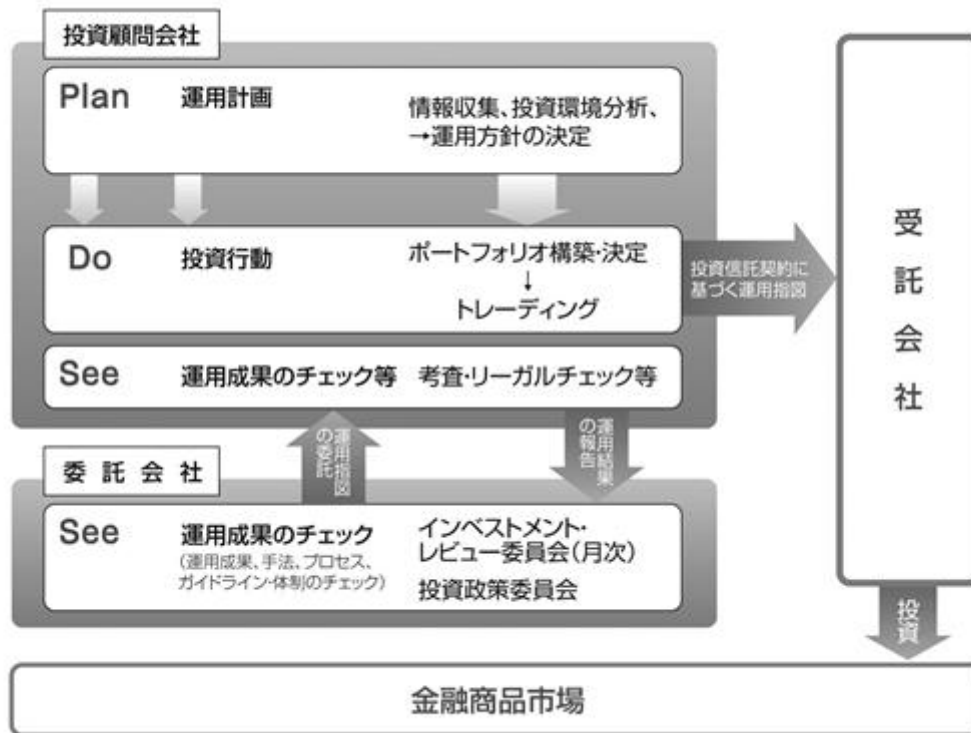 投資顧問会社
Plan 運用計画
情報収集、投資環境分析、
→運用方針の決定
Do 投資行動
ポートフォリオ構築・決定
↓
トレーディング
投資信託契約に
基づく運用指図
See 運用成果のチェック等 考査・リーガルチェック等
運用指図
の委託
運用結果
の報告
委託会社
See 運用成果のチェック
(運用成果、手法、プロセス、
ガイドライン・体制のチェック)
インベストメント・
レビュー委員会(月次)
投資政策委員会
受託会社
投資
金融商品市場